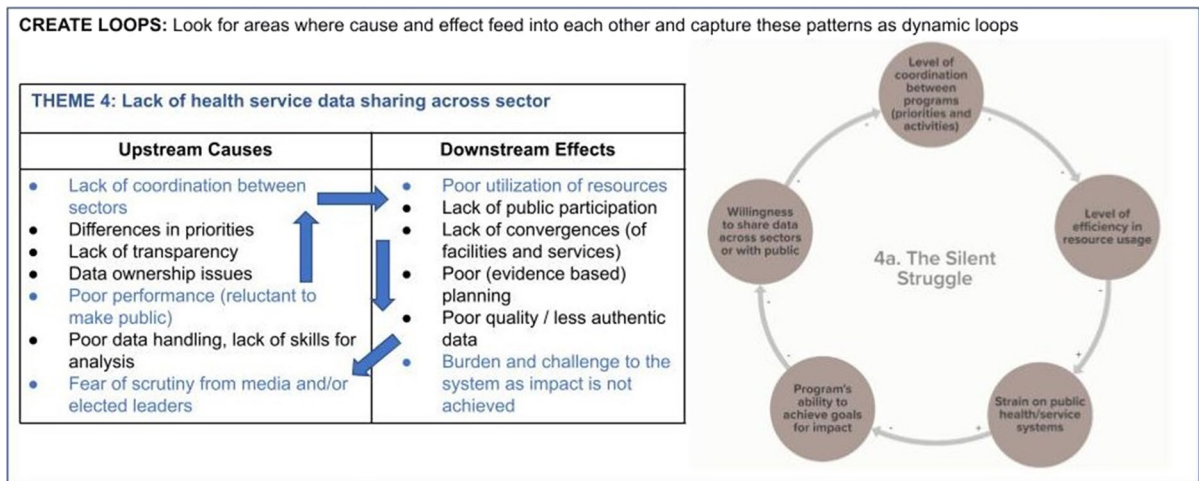 CREATE LOOPS: Look for areas where cause and effect feed into each other and capture these patterns as dynamic loops
THEME 4: Lack of health service data sharing across sector
Upstream Causes
● Lack of coordination between
sectors
● Differences in priorities
● Lack of transparency
● Data ownership issues
● Poor performance (reluctant to
make public)
● Poor data handling, lack of skills for
analysis
● Fear of scrutiny from media and/or
elected leaders
Downstream Effects
● Poor utilization of resources
● Lack of public participation
● Lack of convergences (of
facilities and services)
● Poor (evidence based)
planning
● Poor quality / less authentic
data
● Burden and challenge to the
system as impact is not
achieved
Level of
coordination
between
programs
(priorities and
activities)
-
-
Level of
efficiency in
resource usage
-
+
Strain on public
health/service
systems
+
-
Program's
ability to
achieve goals
for impact
-
-
Willingness
to share data
across sectors
or with public
-
-
4a. The Silent
Struggle